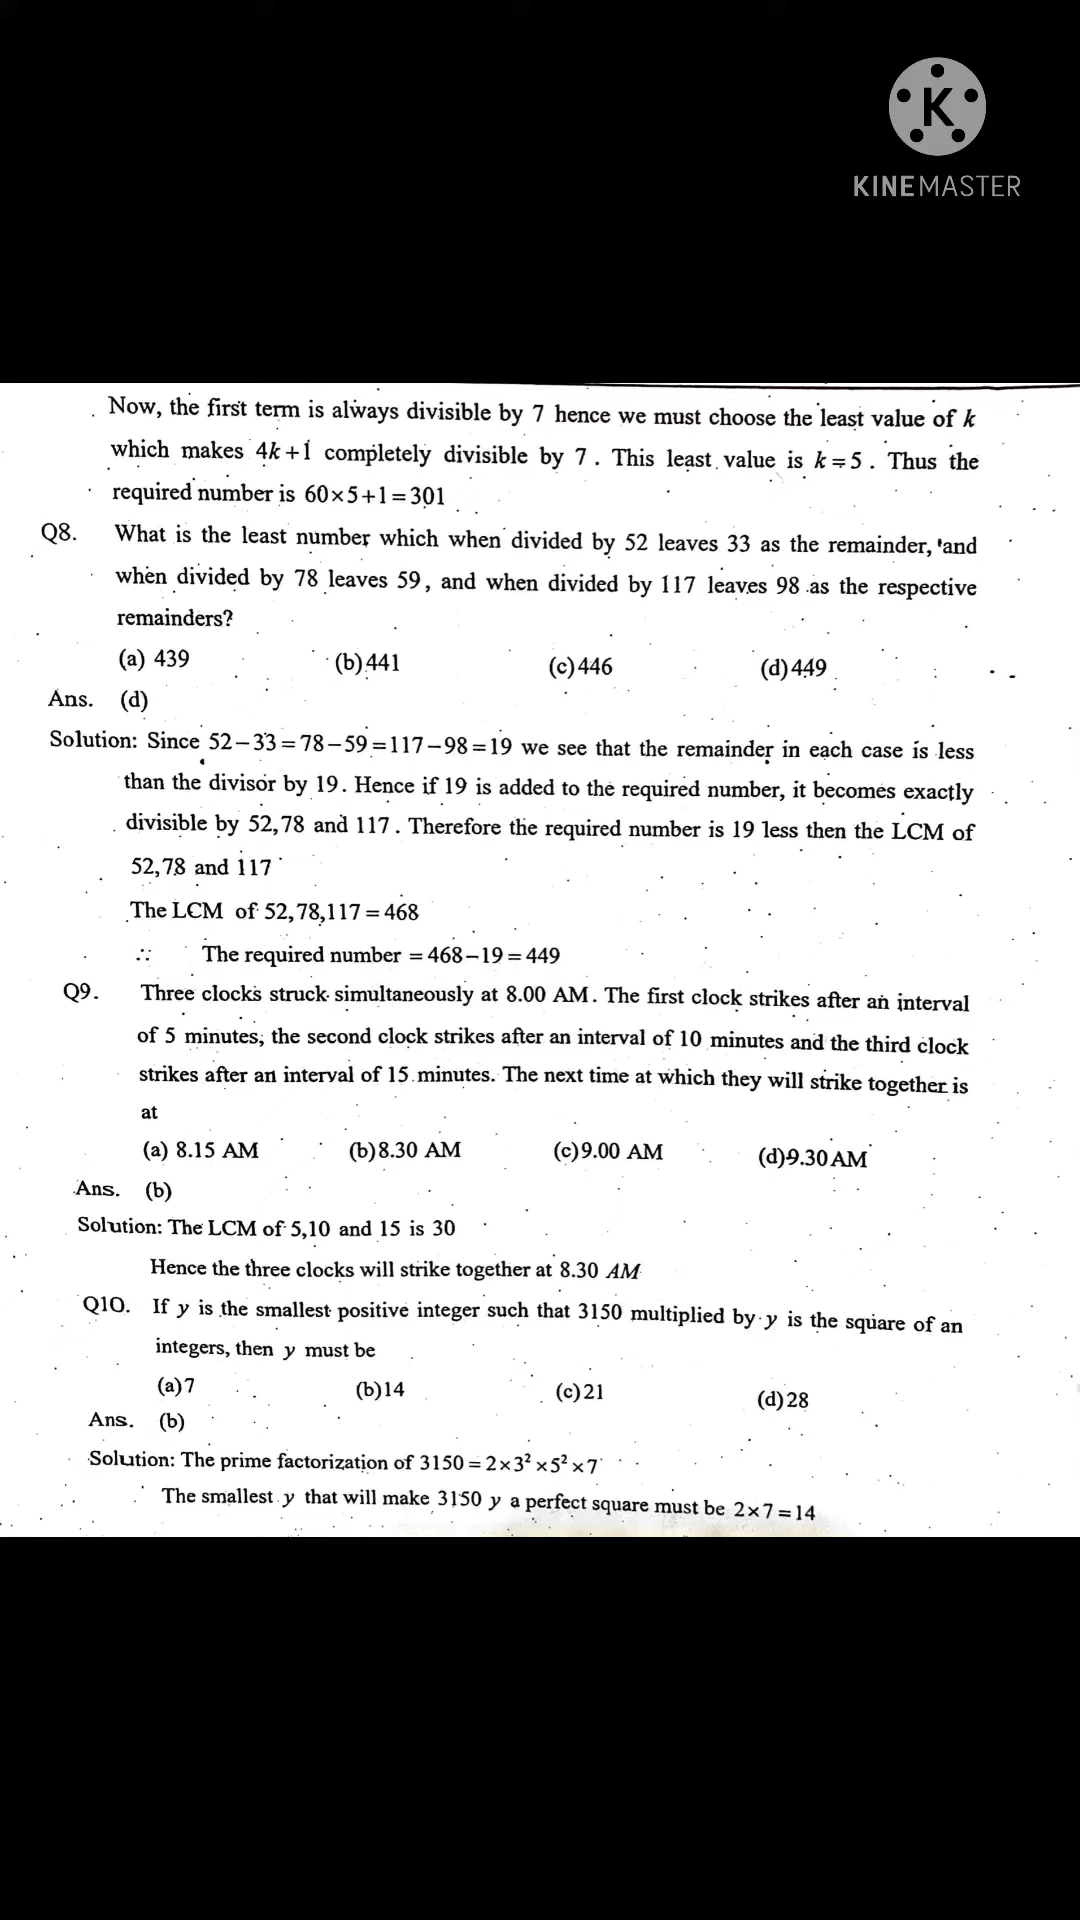 K
KINEMASTER
Now, the first term is always divisible by 7 hence we must choose the least value of k
which makes 4k+1 completely divisible by 7. This least value is k=5. Thus the
required number is 60×5+1=301
Q8. What is the least number which when divided by 52 leaves 33 as the remainder, and
when divided by 78 leaves 59, and when divided by 117 leaves 98 as the respective
remainders?
(a) 439 (b) 441 (c) 446 (d) 449
Ans. (d)
Solution: Since 52−33=78−59=117−98=19 we see that the remainder in each case is less
than the divisor by 19. Hence if 19 is added to the required number, it becomes exactly
divisible by 52,78 and 117. Therefore the required number is 19 less then the LCM of
52,78 and 117
The LCM of 52,78,117=468
∴ The required number =468−19=449
Q9. Three clocks struck simultaneously at 8.00 AM. The first clock strikes after an interval
of 5 minutes, the second clock strikes after an interval of 10 minutes and the third clock
strikes after an interval of 15 minutes. The next time at which they will strike together is
at
(a) 8.15 AM (b) 8.30 AM (c) 9.00 AM (d) 9.30 AM
Ans. (b)
Solution: The LCM of 5,10 and 15 is 30
Hence the three clocks will strike together at 8.30 AM
Q10. If y is the smallest positive integer such that 3150 multiplied by y is the square of an
integers, then y must be
(a) 7 (b) 14 (c) 21 (d) 28
Ans. (b)
Solution: The prime factorization of 3150=2×3²×5²×7
The smallest y that will make 3150 y a perfect square must be 2×7=14